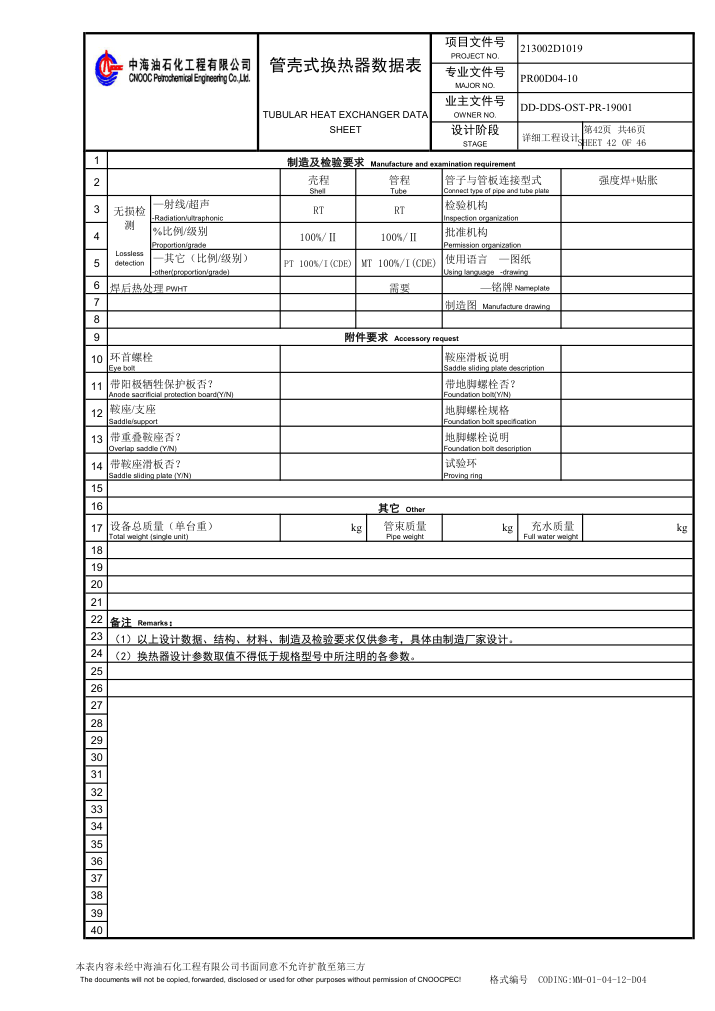 中海油石化工程有限公司
CNOOC Petrochemical Engineering Co.,Ltd.
管壳式换热器数据表
TUBULAR HEAT EXCHANGER DATA
SHEET
项目文件号
PROJECT NO.
213002D1019
专业文件号
MAJOR NO.
PR00D04-10
业主文件号
OWNER NO.
DD-DDS-OST-PR-19001
设计阶段
STAGE
详细工程设计
第42页 共46页
SHEET 42 OF 46
1 制造及检验要求 Manufacture and examination requirement
2 壳程 管程 管子与管板连接型式 强度焊+贴胀
Shell Tube Connect type of pipe and tube plate
无损检
测
Lossless
detection
3 —射线/超声 RT RT 检验机构
-Radiation/ultraphonic Inspection organization
4 %比例/级别 100%/Ⅱ 100%/Ⅱ 批准机构
Proportion/grade Permission organization
5 —其它（比例/级别） PT 100%/I(CDE) MT 100%/I(CDE) 使用语言 —图纸
-other(proportion/grade) Using language -drawing
6 焊后热处理 PWHT 需要 —铭牌 Nameplate
7 制造图 Manufacture drawing
8
9 附件要求 Accessory request
10 环首螺栓 鞍座滑板说明
Eye bolt Saddle sliding plate description
11 带阳极牺牲保护板否? 带地脚螺栓否?
Anode sacrificial protection board(Y/N) Foundation bolt(Y/N)
12 鞍座/支座 地脚螺栓规格
Saddle/support Foundation bolt specification
13 带重叠鞍座否? 地脚螺栓说明
Overlap saddle (Y/N) Foundation bolt description
14 带鞍座滑板否? 试验环
Saddle sliding plate (Y/N) Proving ring
15
16 其它 Other
17 设备总质量（单台重） kg 管束质量 kg 充水质量 kg
Total weight (single unit) Pipe weight Full water weight
18
19
20
21
22 备注 Remarks：
23 （1）以上设计数据、结构、材料、制造及检验要求仅供参考，具体由制造厂家设计。
24 （2）换热器设计参数取值不得低于规格型号中所注明的各参数。
25
26
27
28
29
30
31
32
33
34
35
36
37
38
39
40
本表内容未经中海油石化工程有限公司书面同意不允许扩散至第三方
The documents will not be copied, forwarded, disclosed or used for other purposes without permission of CNOOCPEC!
格式编号 CODING:MM-01-04-12-D04